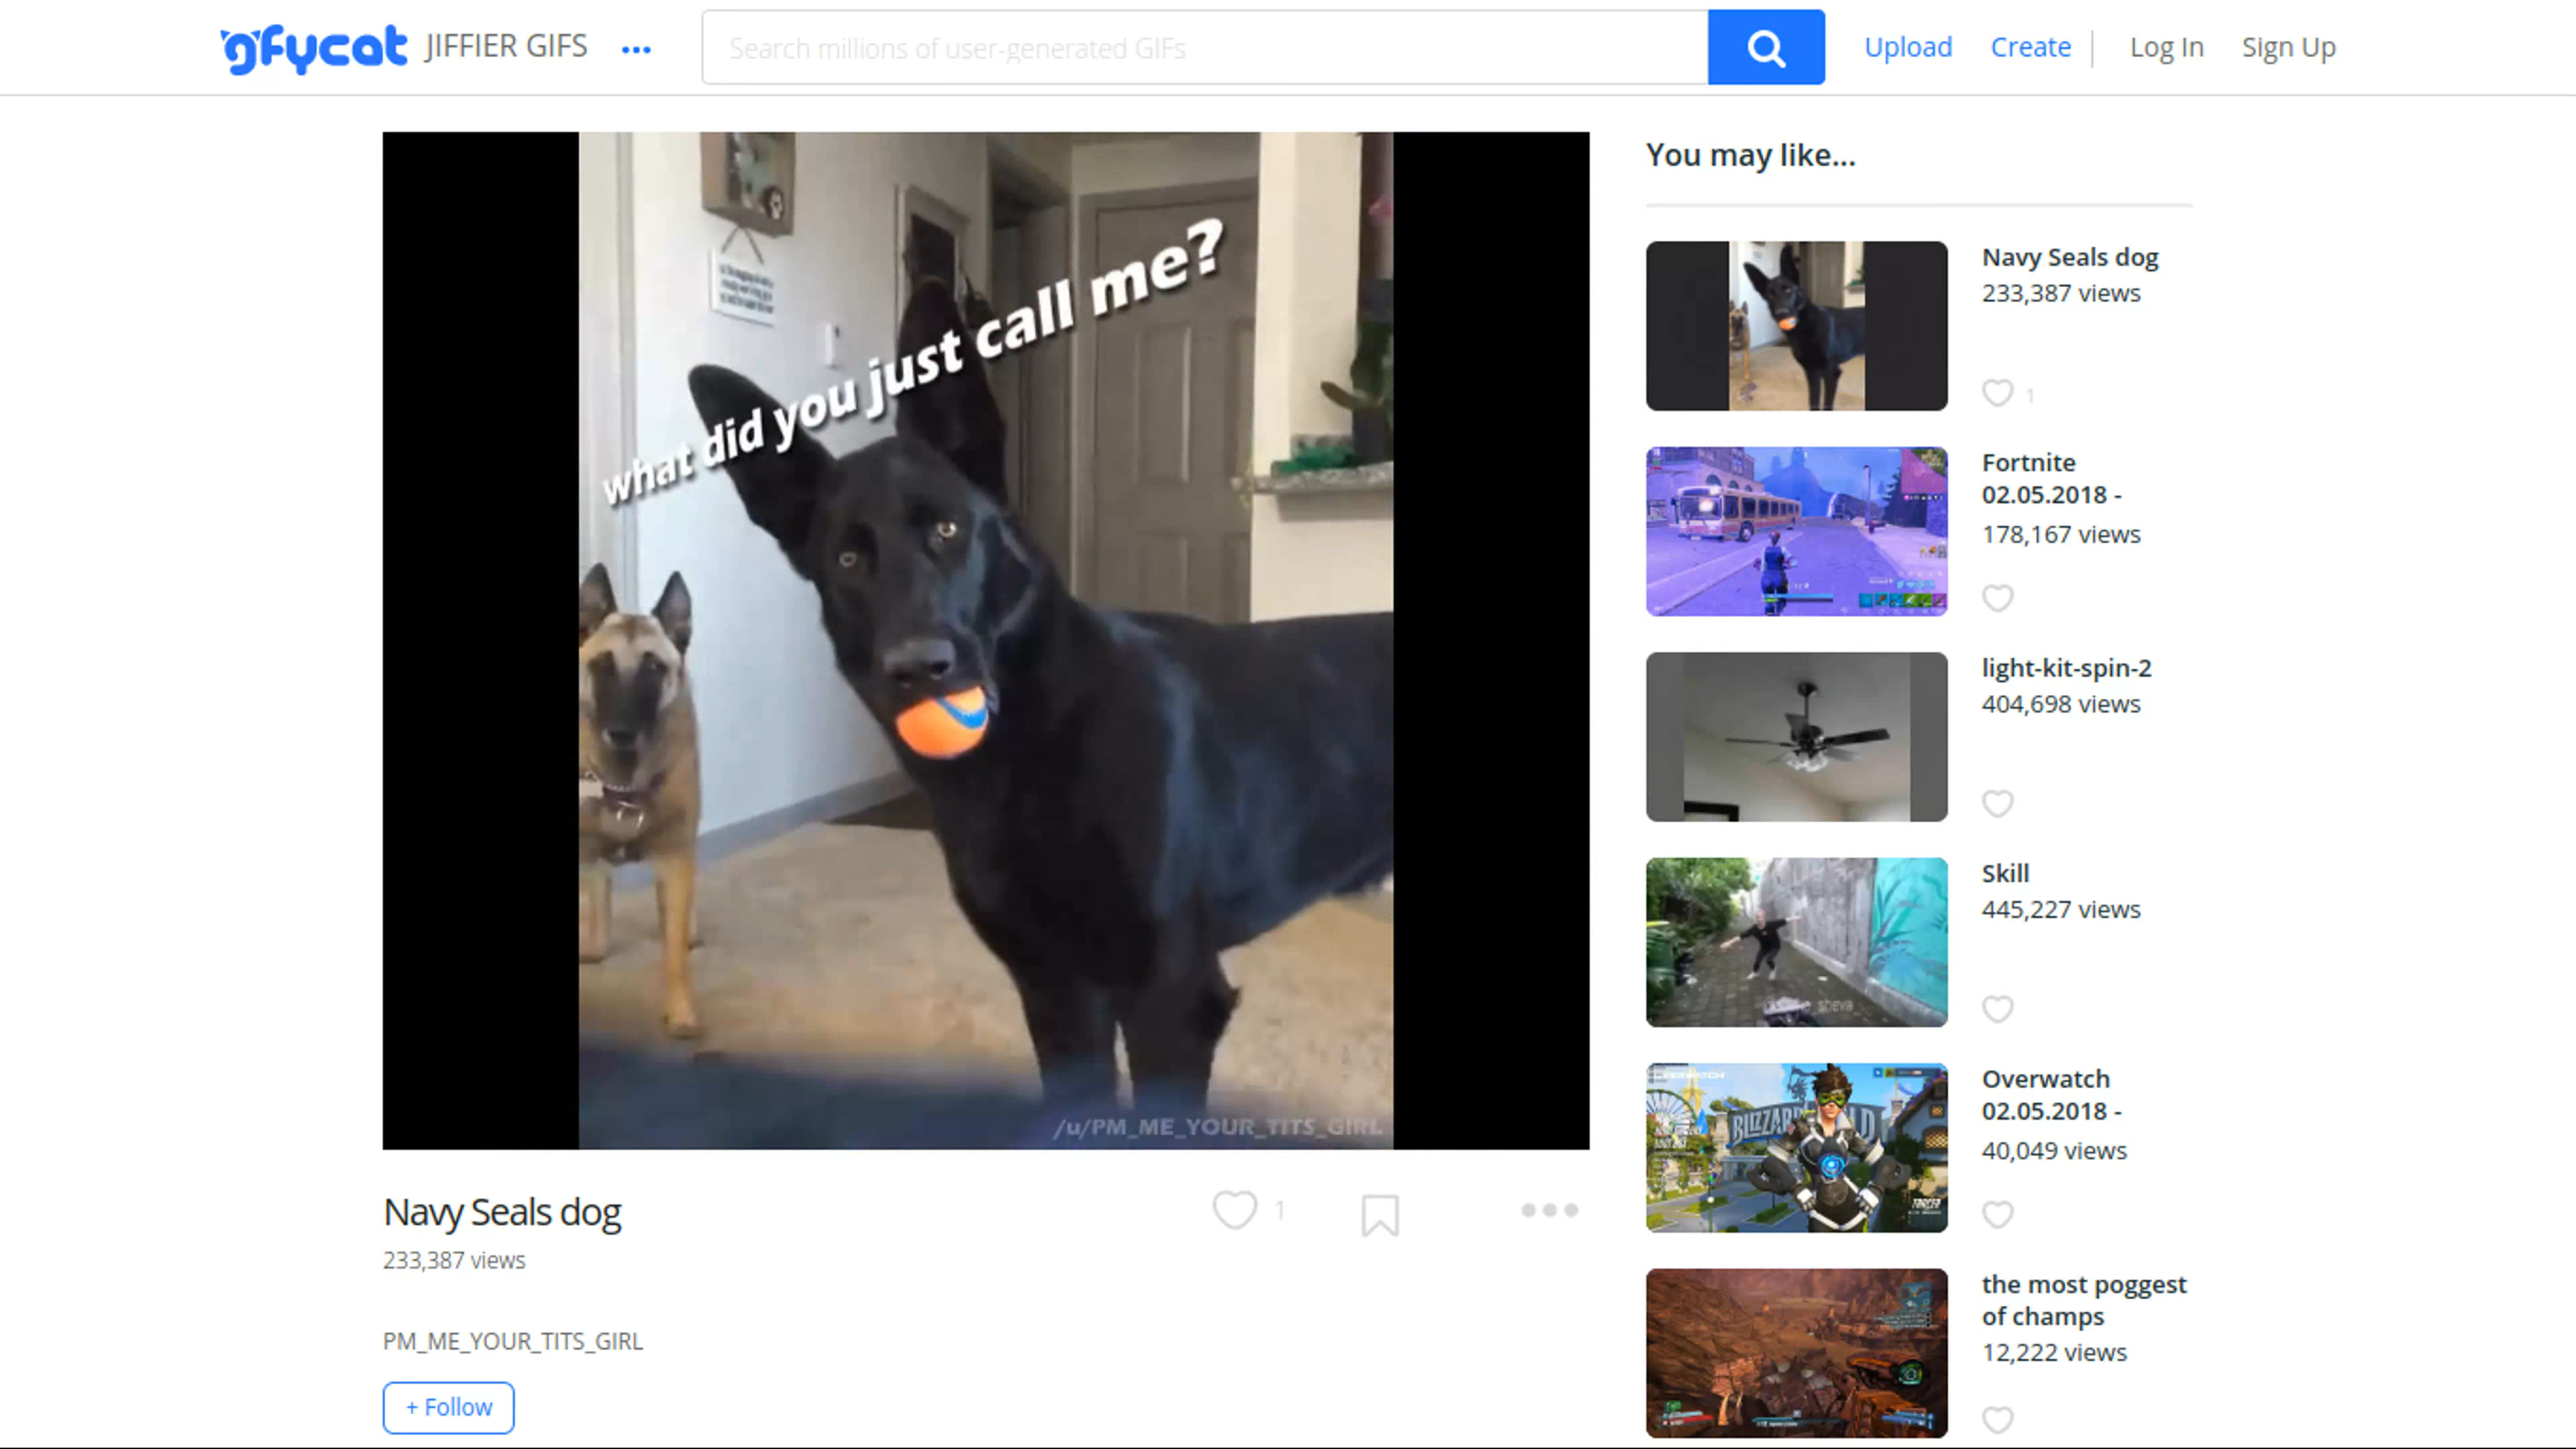 gfycat JIFFIER GIFS
Search millions of user-generated GIFs
Upload Create Log In Sign Up
what did you just call me?
/u/PM_ME_YOUR_TITS_GIRL
Navy Seals dog
1
233,387 views
PM_ME_YOUR_TITS_GIRL
+ Follow
You may like...
Navy Seals dog
233,387 views
1
Fortnite
02.05.2018 -
178,167 views
light-kit-spin-2
404,698 views
Skill
445,227 views
sheva
Overwatch
02.05.2018 -
40,049 views
the most poggest
of champs
12,222 views